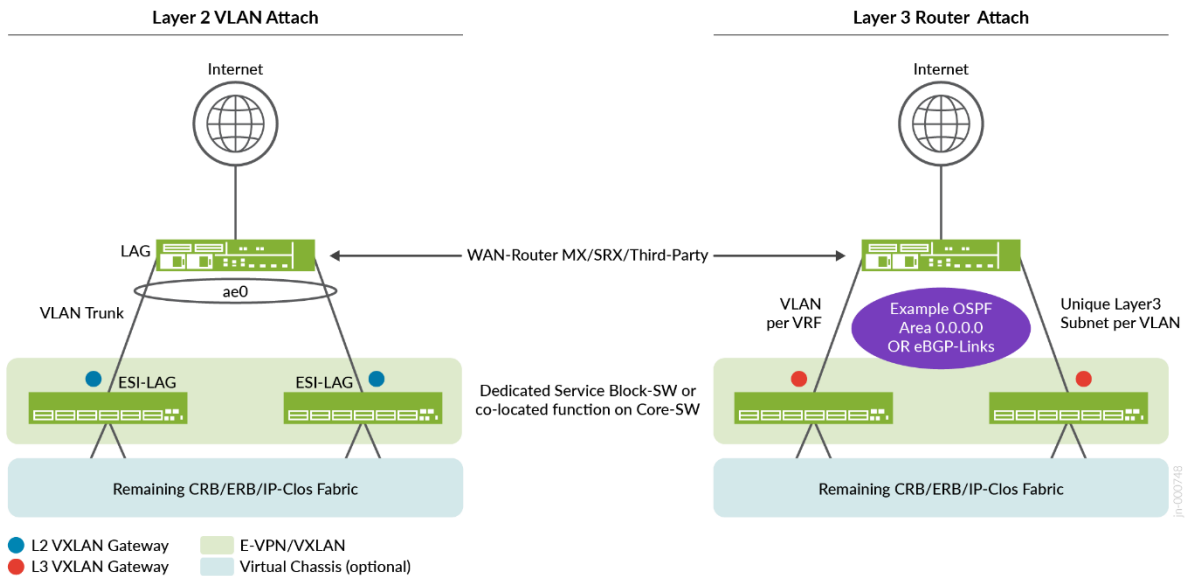 Layer 2 VLAN Attach
Layer 3 Router Attach
Internet
Internet
LAG
WAN-Router MX/SRX/Third-Party
ae0
VLAN Trunk
VLAN
per VRF
Example OSPF
Area 0.0.0.0
OR eBGP-Links
Unique Layer3
Subnet per VLAN
ESI-LAG
ESI-LAG
Dedicated Service Block-SW or
co-located function on Core-SW
Remaining CRB/ERB/IP-Clos Fabric
Remaining CRB/ERB/IP-Clos Fabric
L2 VXLAN Gateway
E-VPN/VXLAN
L3 VXLAN Gateway
Virtual Chassis (optional)
jn-000748